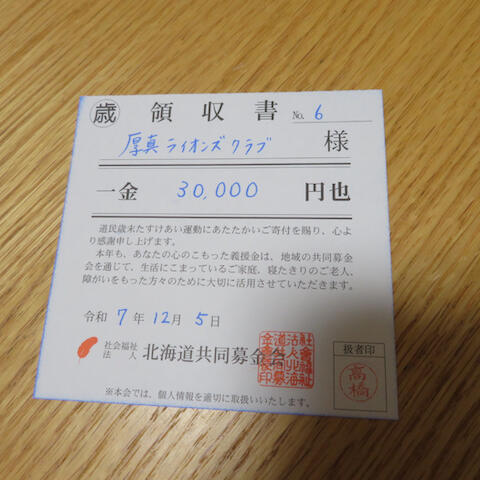 歳 領収書 No. 6
厚真ライオンズクラブ 様
一金 30,000 円也
道民歳末たすけあい運動にあたたかいご寄付を賜り、心よ
り感謝申し上げます。
本年も、あなたの心のこもった義援金は、地域の共同募金
会を通じて、生活にこまっているご家庭、寝たきりのご老人、
障がいをもった方々のために大切に活用させていただきます。
令和 7年12月5日
社会福祉
法人 北海道共同募金会
扱者印
高橋
※本会では、個人情報を適切に取扱いいたします。